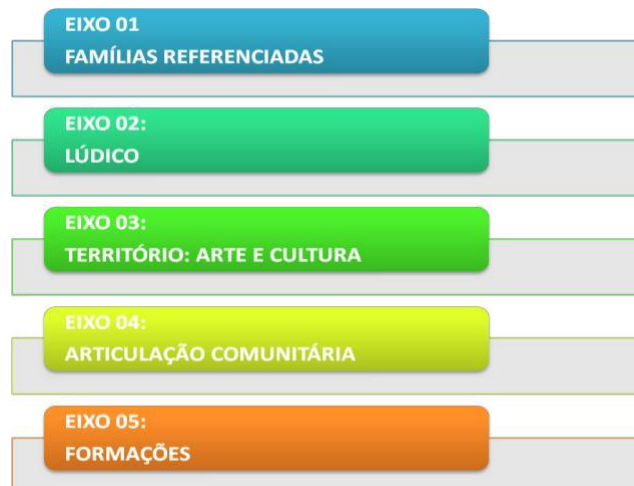 EIXO 01
FAMÍLIAS REFERENCIADAS
EIXO 02:
LÚDICO
EIXO 03:
TERRITÓRIO: ARTE E CULTURA
EIXO 04:
ARTICULAÇÃO COMUNITÁRIA
EIXO 05:
FORMAÇÕES